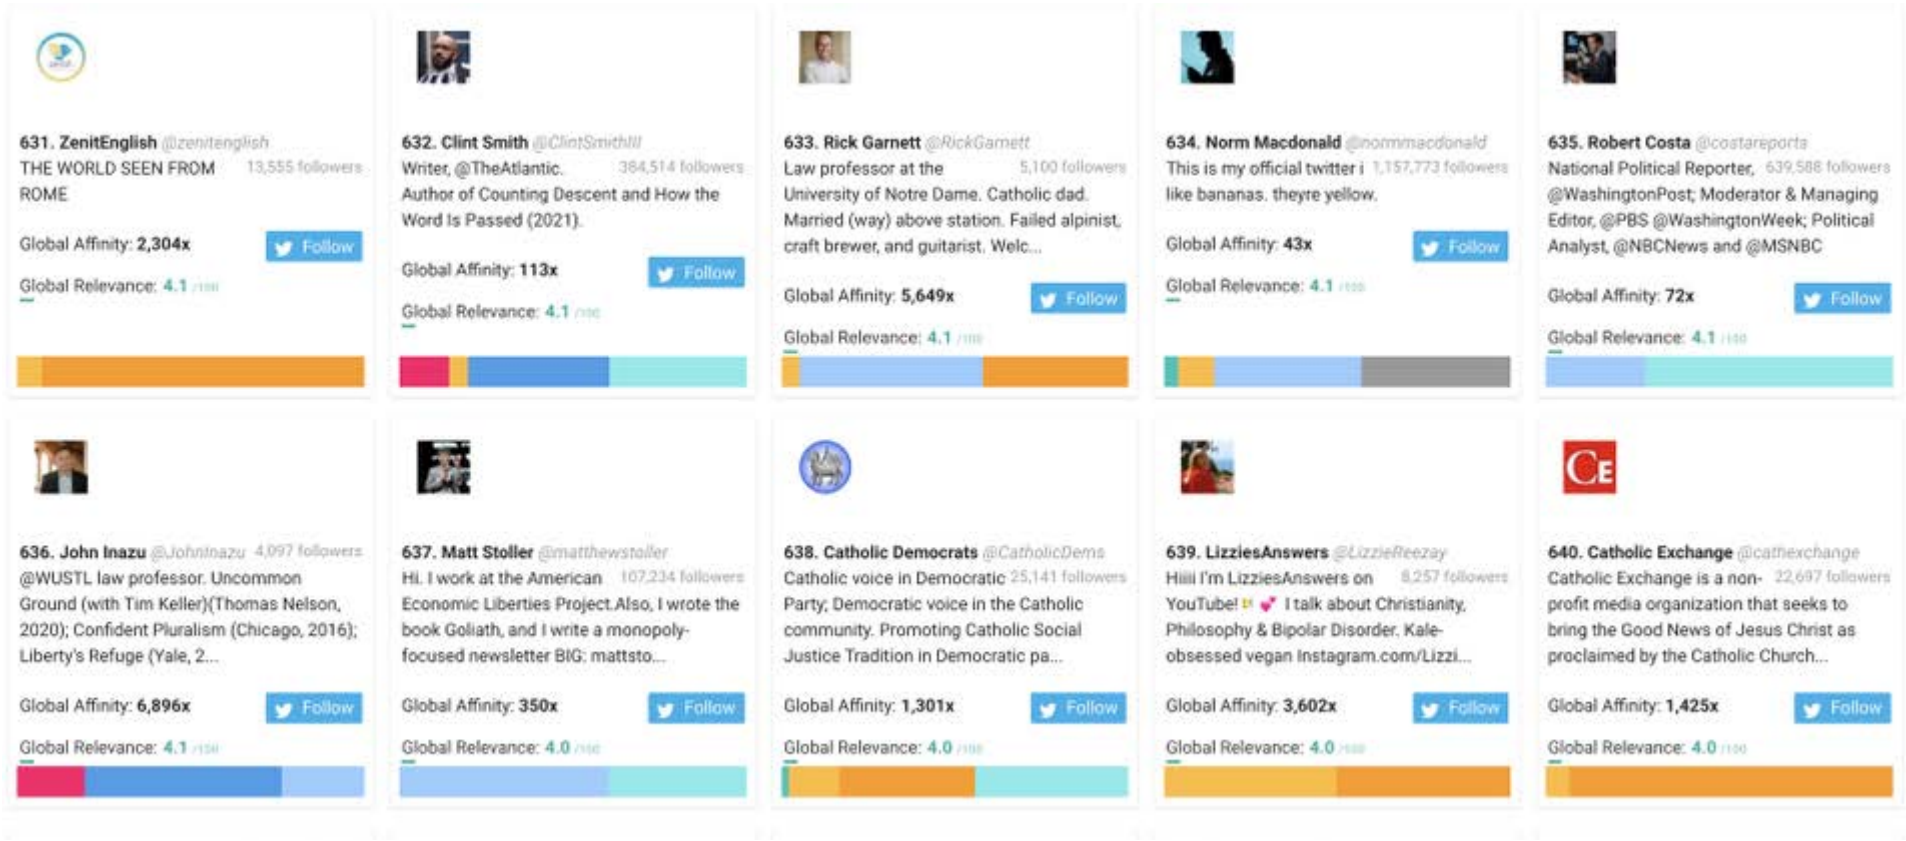 631. ZenitEnglish @zenitenglish
THE WORLD SEEN FROM 13,555 followers
ROME
Global Affinity: 2,304x
Follow
Global Relevance: 4.1 /100
632. Clint Smith @ClintSmithIII
Writer, @TheAtlantic. 384,514 followers
Author of Counting Descent and How the
Word Is Passed (2021).
Global Affinity: 113x
Follow
Global Relevance: 4.1 /100
633. Rick Garnett @RickGarnett
Law professor at the 5,100 followers
University of Notre Dame. Catholic dad.
Married (way) above station. Failed alpinist,
craft brewer, and guitarist. Welc...
Global Affinity: 5,649x
Follow
Global Relevance: 4.1 /100
634. Norm Macdonald @normmacdonald
This is my official twitter i 1,157,773 followers
like bananas. theyre yellow.
Global Affinity: 43x
Follow
Global Relevance: 4.1 /100
635. Robert Costa @costareports
National Political Reporter, 639,588 followers
@WashingtonPost; Moderator & Managing
Editor, @PBS @WashingtonWeek; Political
Analyst, @NBCNews and @MSNBC
Global Affinity: 72x
Follow
Global Relevance: 4.1 /100
636. John Inazu @JohnInazu 4,097 followers
@WUSTL law professor. Uncommon
Ground (with Tim Keller)(Thomas Nelson,
2020); Confident Pluralism (Chicago, 2016);
Liberty's Refuge (Yale, 2...
Global Affinity: 6,896x
Follow
Global Relevance: 4.1 /100
637. Matt Stoller @matthewstoller
Hi. I work at the American 107,234 followers
Economic Liberties Project.Also, I wrote the
book Goliath, and I write a monopoly-
focused newsletter BIG: mattsto...
Global Affinity: 350x
Follow
Global Relevance: 4.0 /100
638. Catholic Democrats @CatholicDems
Catholic voice in Democratic 25,141 followers
Party; Democratic voice in the Catholic
community. Promoting Catholic Social
Justice Tradition in Democratic pa...
Global Affinity: 1,301x
Follow
Global Relevance: 4.0 /100
639. LizziesAnswers @LizzieReezay
Hiiii I'm LizziesAnswers on 8,257 followers
YouTube! 💕 I talk about Christianity,
Philosophy & Bipolar Disorder. Kale-
obsessed vegan Instagram.com/Lizzi...
Global Affinity: 3,602x
Follow
Global Relevance: 4.0 /100
CE
640. Catholic Exchange @cathexchange
Catholic Exchange is a non- 22,697 followers
profit media organization that seeks to
bring the Good News of Jesus Christ as
proclaimed by the Catholic Church...
Global Affinity: 1,425x
Follow
Global Relevance: 4.0 /100